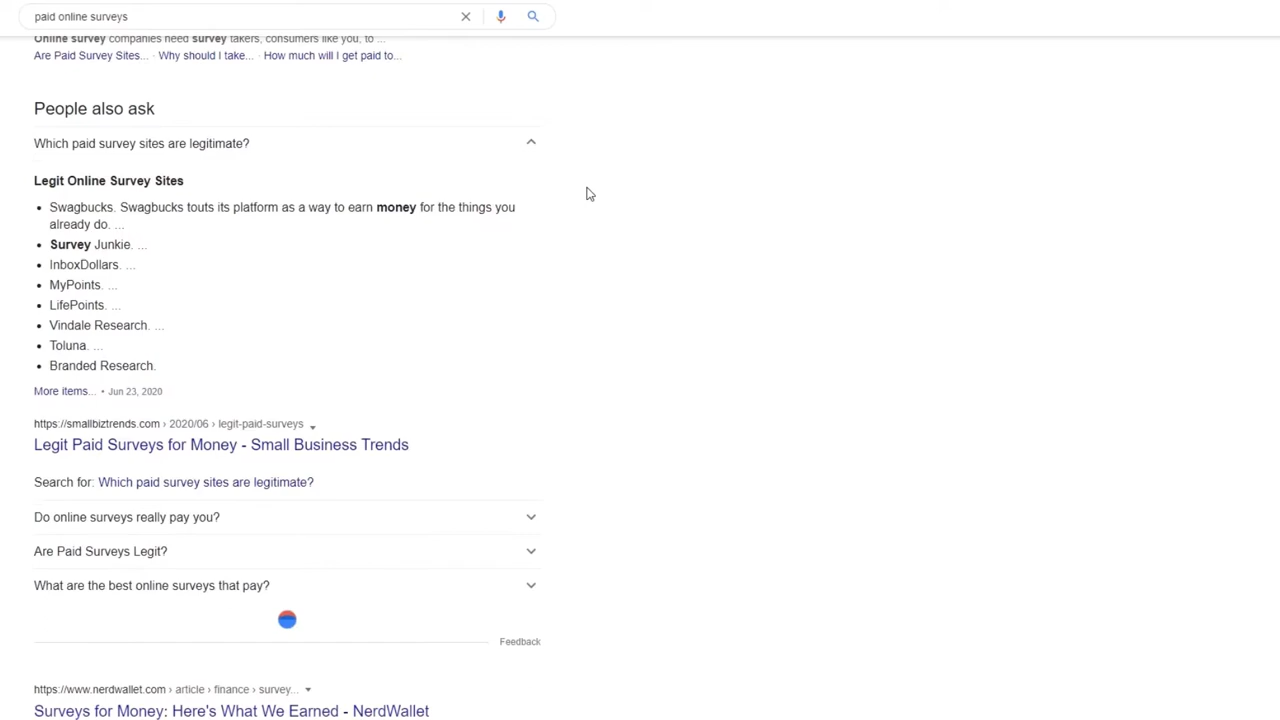 paid online surveys
Online survey companies need survey takers, consumers like you, to ...
Are Paid Survey Sites... · Why should I take... · How much will I get paid to...
People also ask
Which paid survey sites are legitimate?
Legit Online Survey Sites
• Swagbucks. Swagbucks touts its platform as a way to earn money for the things you
already do. ...
• Survey Junkie. ...
• InboxDollars. ...
• MyPoints. ...
• LifePoints. ...
• Vindale Research. ...
• Toluna. ...
• Branded Research.
More items... • Jun 23, 2020
https://smallbiztrends.com › 2020/06 › legit-paid-surveys
Legit Paid Surveys for Money - Small Business Trends
Search for: Which paid survey sites are legitimate?
Do online surveys really pay you?
Are Paid Surveys Legit?
What are the best online surveys that pay?
Feedback
https://www.nerdwallet.com › article › finance › survey...
Surveys for Money: Here's What We Earned - NerdWallet